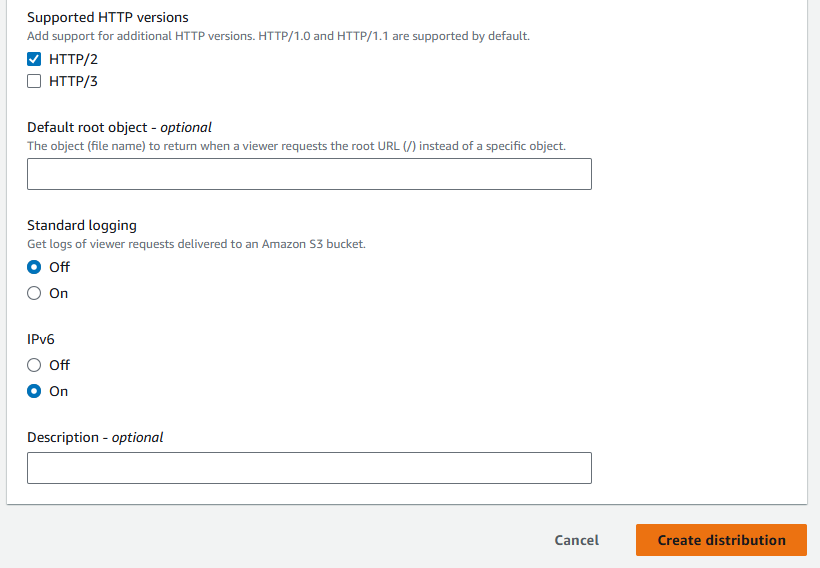 Supported HTTP versions
Add support for additional HTTP versions. HTTP/1.0 and HTTP/1.1 are supported by default.
HTTP/2
HTTP/3
Default root object - optional
The object (file name) to return when a viewer requests the root URL (/) instead of a specific object.
Standard logging
Get logs of viewer requests delivered to an Amazon S3 bucket.
Off
On
IPv6
Off
On
Description - optional
Cancel
Create distribution